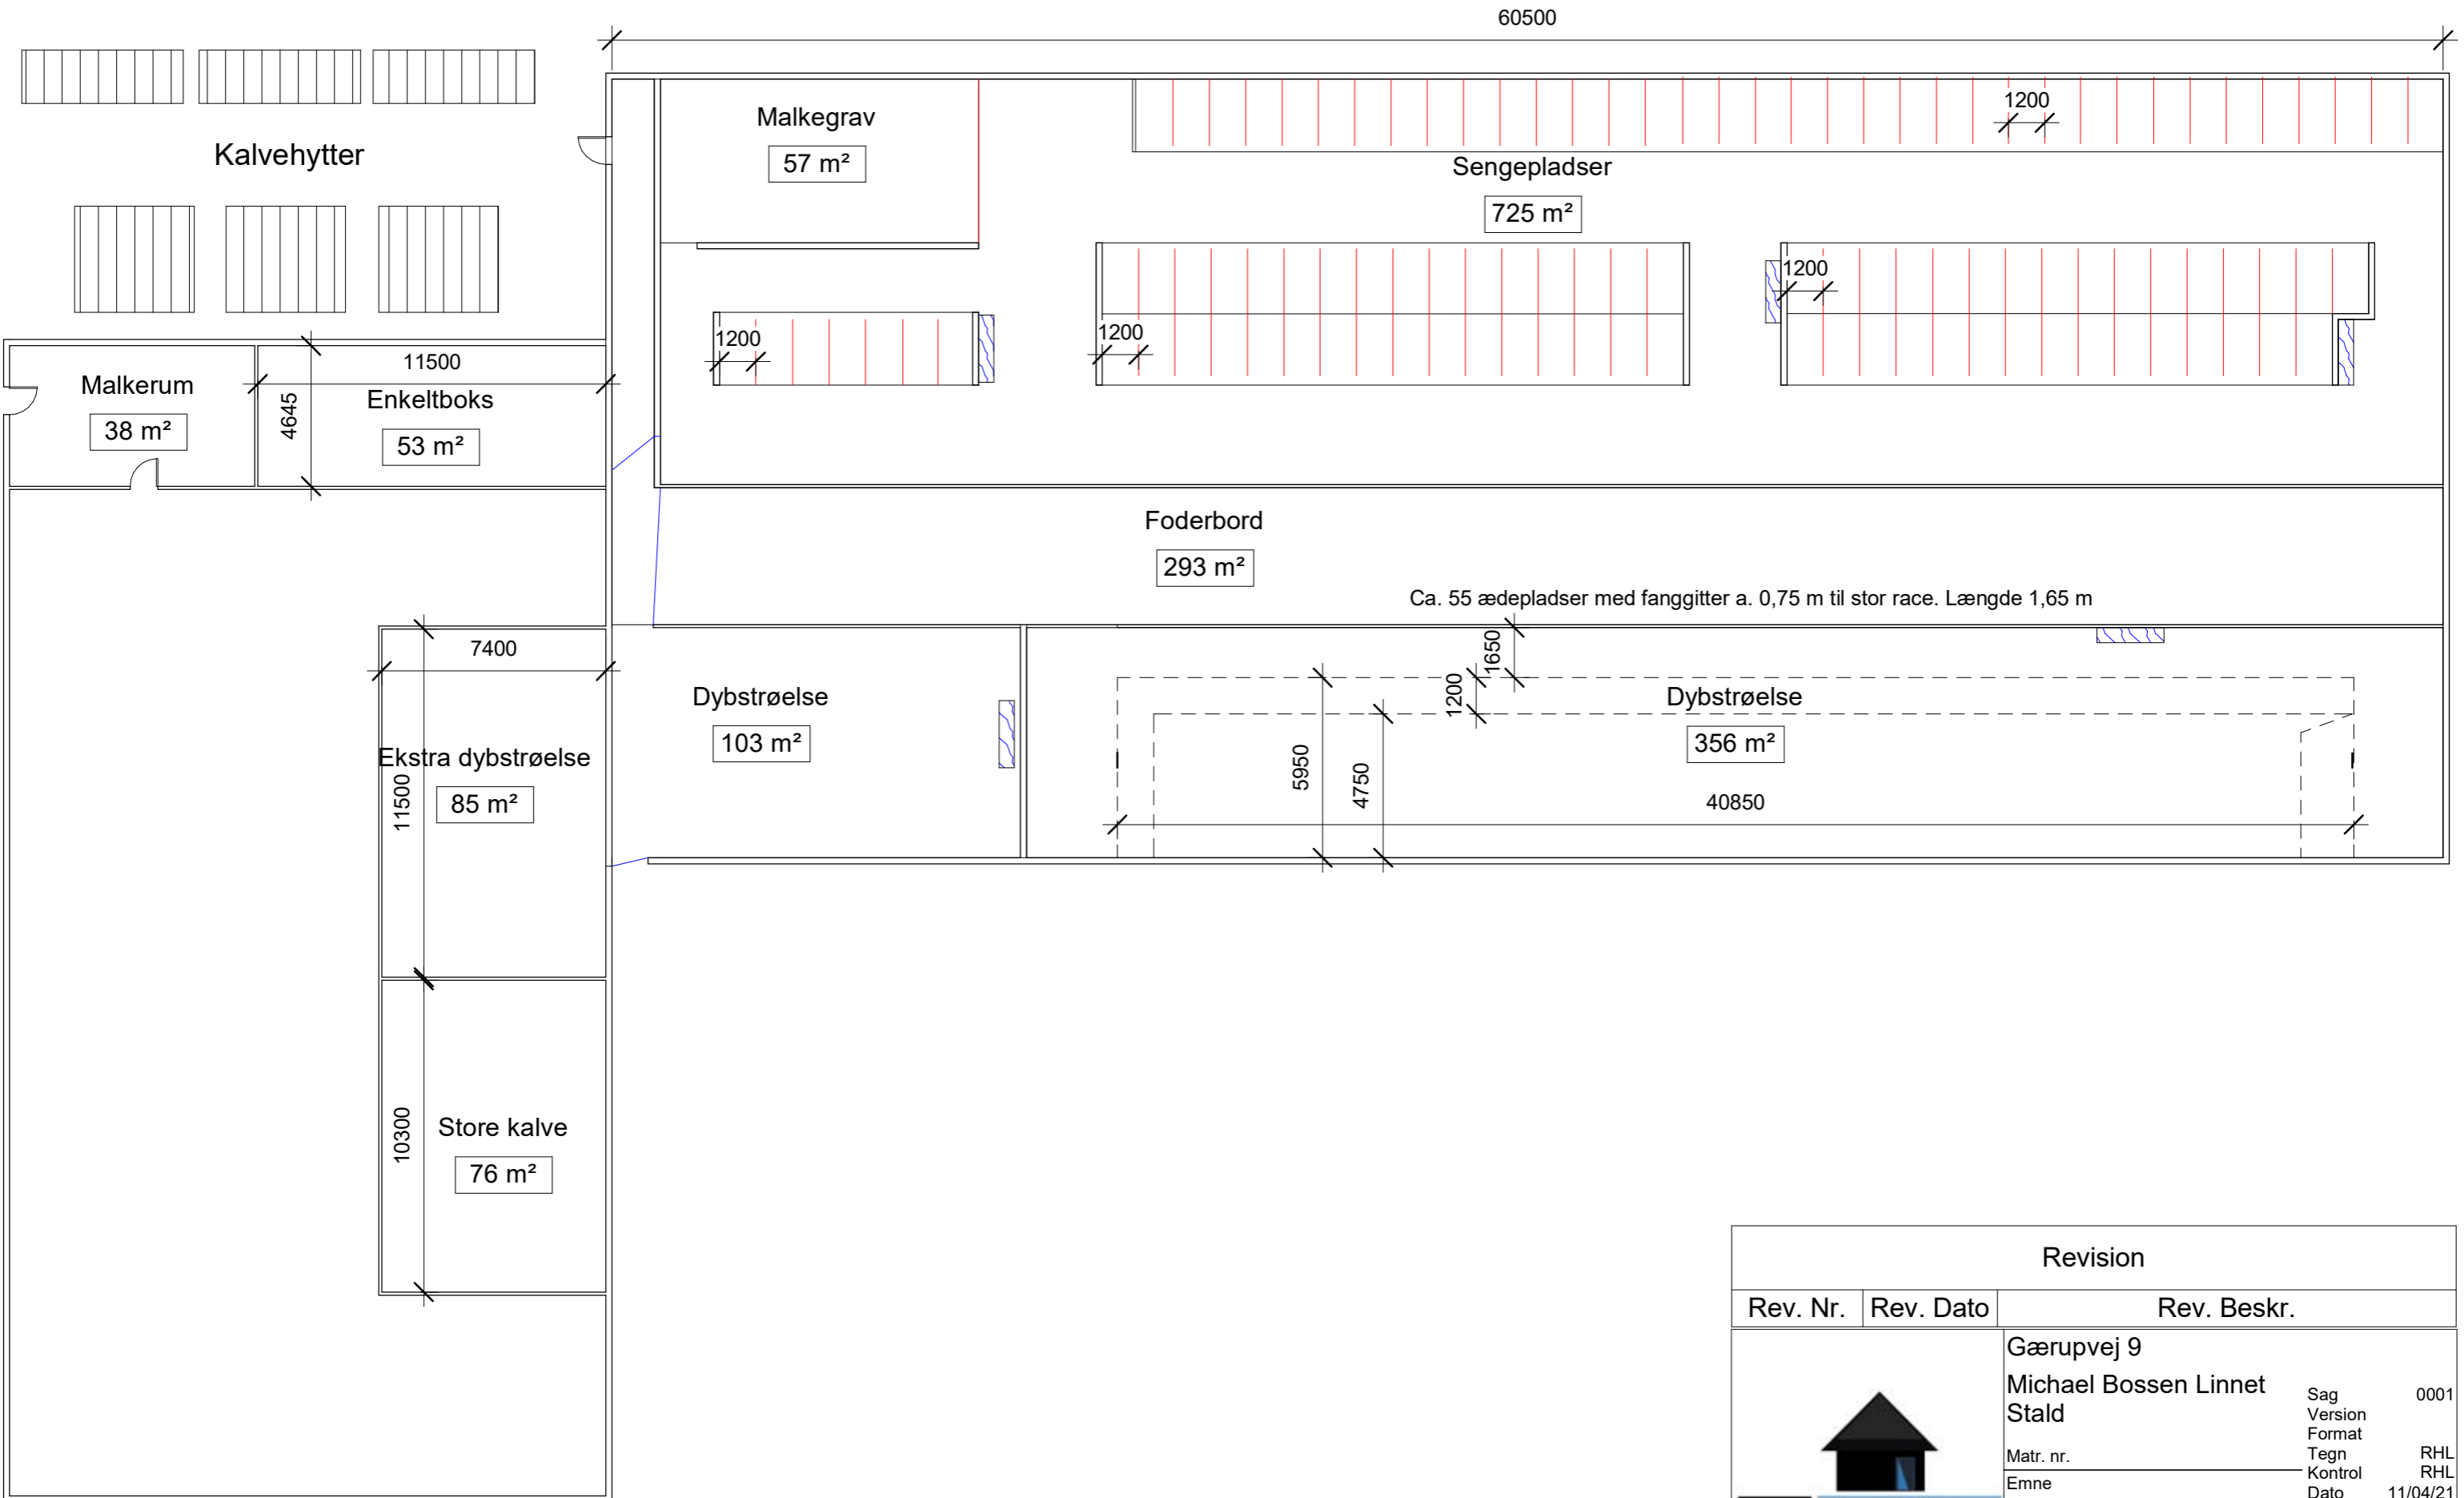 60500
Kalvehytter
Malkegrav
57 m²
1200
Sengepladser
725 m²
1200
1200
1200
11500
Malkerum
38 m²
4645
Enkeltboks
53 m²
Foderbord
293 m²
Ca. 55 ædepladser med fanggitter a. 0,75 m til stor race. Længde 1,65 m
7400
1650
1200
Dybstrøelse
103 m²
Dybstrøelse
356 m²
5950
4750
40850
Ekstra dybstrøelse
85 m²
11500
Store kalve
76 m²
10300
Revision
Rev. Nr.
Rev. Dato
Rev. Beskr.
Gærupvej 9
Michael Bossen Linnet
Stald
Matr. nr.
Emne
Sag 0001
Version
Format
Tegn RHL
Kontrol RHL
Dato 11/04/21